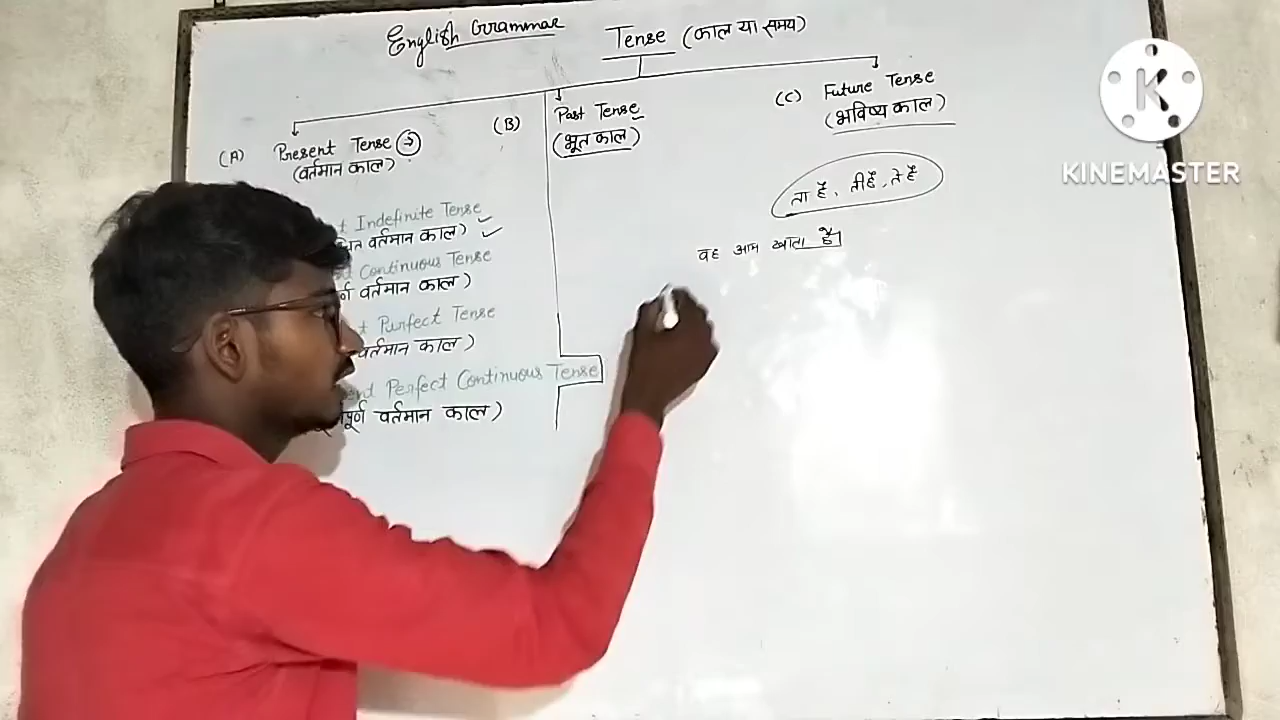 English Grammar
Tense (काल या समय)
(A) Present Tense →
(वर्तमान काल)
(B) Past Tense
(भूत काल)
(C) Future Tense
(भविष्य काल)
Indefinite Tense
वर्तमान काल)
Continuous Tense
वर्तमान काल)
Purfect Tense
वर्तमान काल)
Perfect Continuous Tense
वर्तमान काल)
ता है, ती है, ते है
वह आम खाता है।
K
KINEMASTER